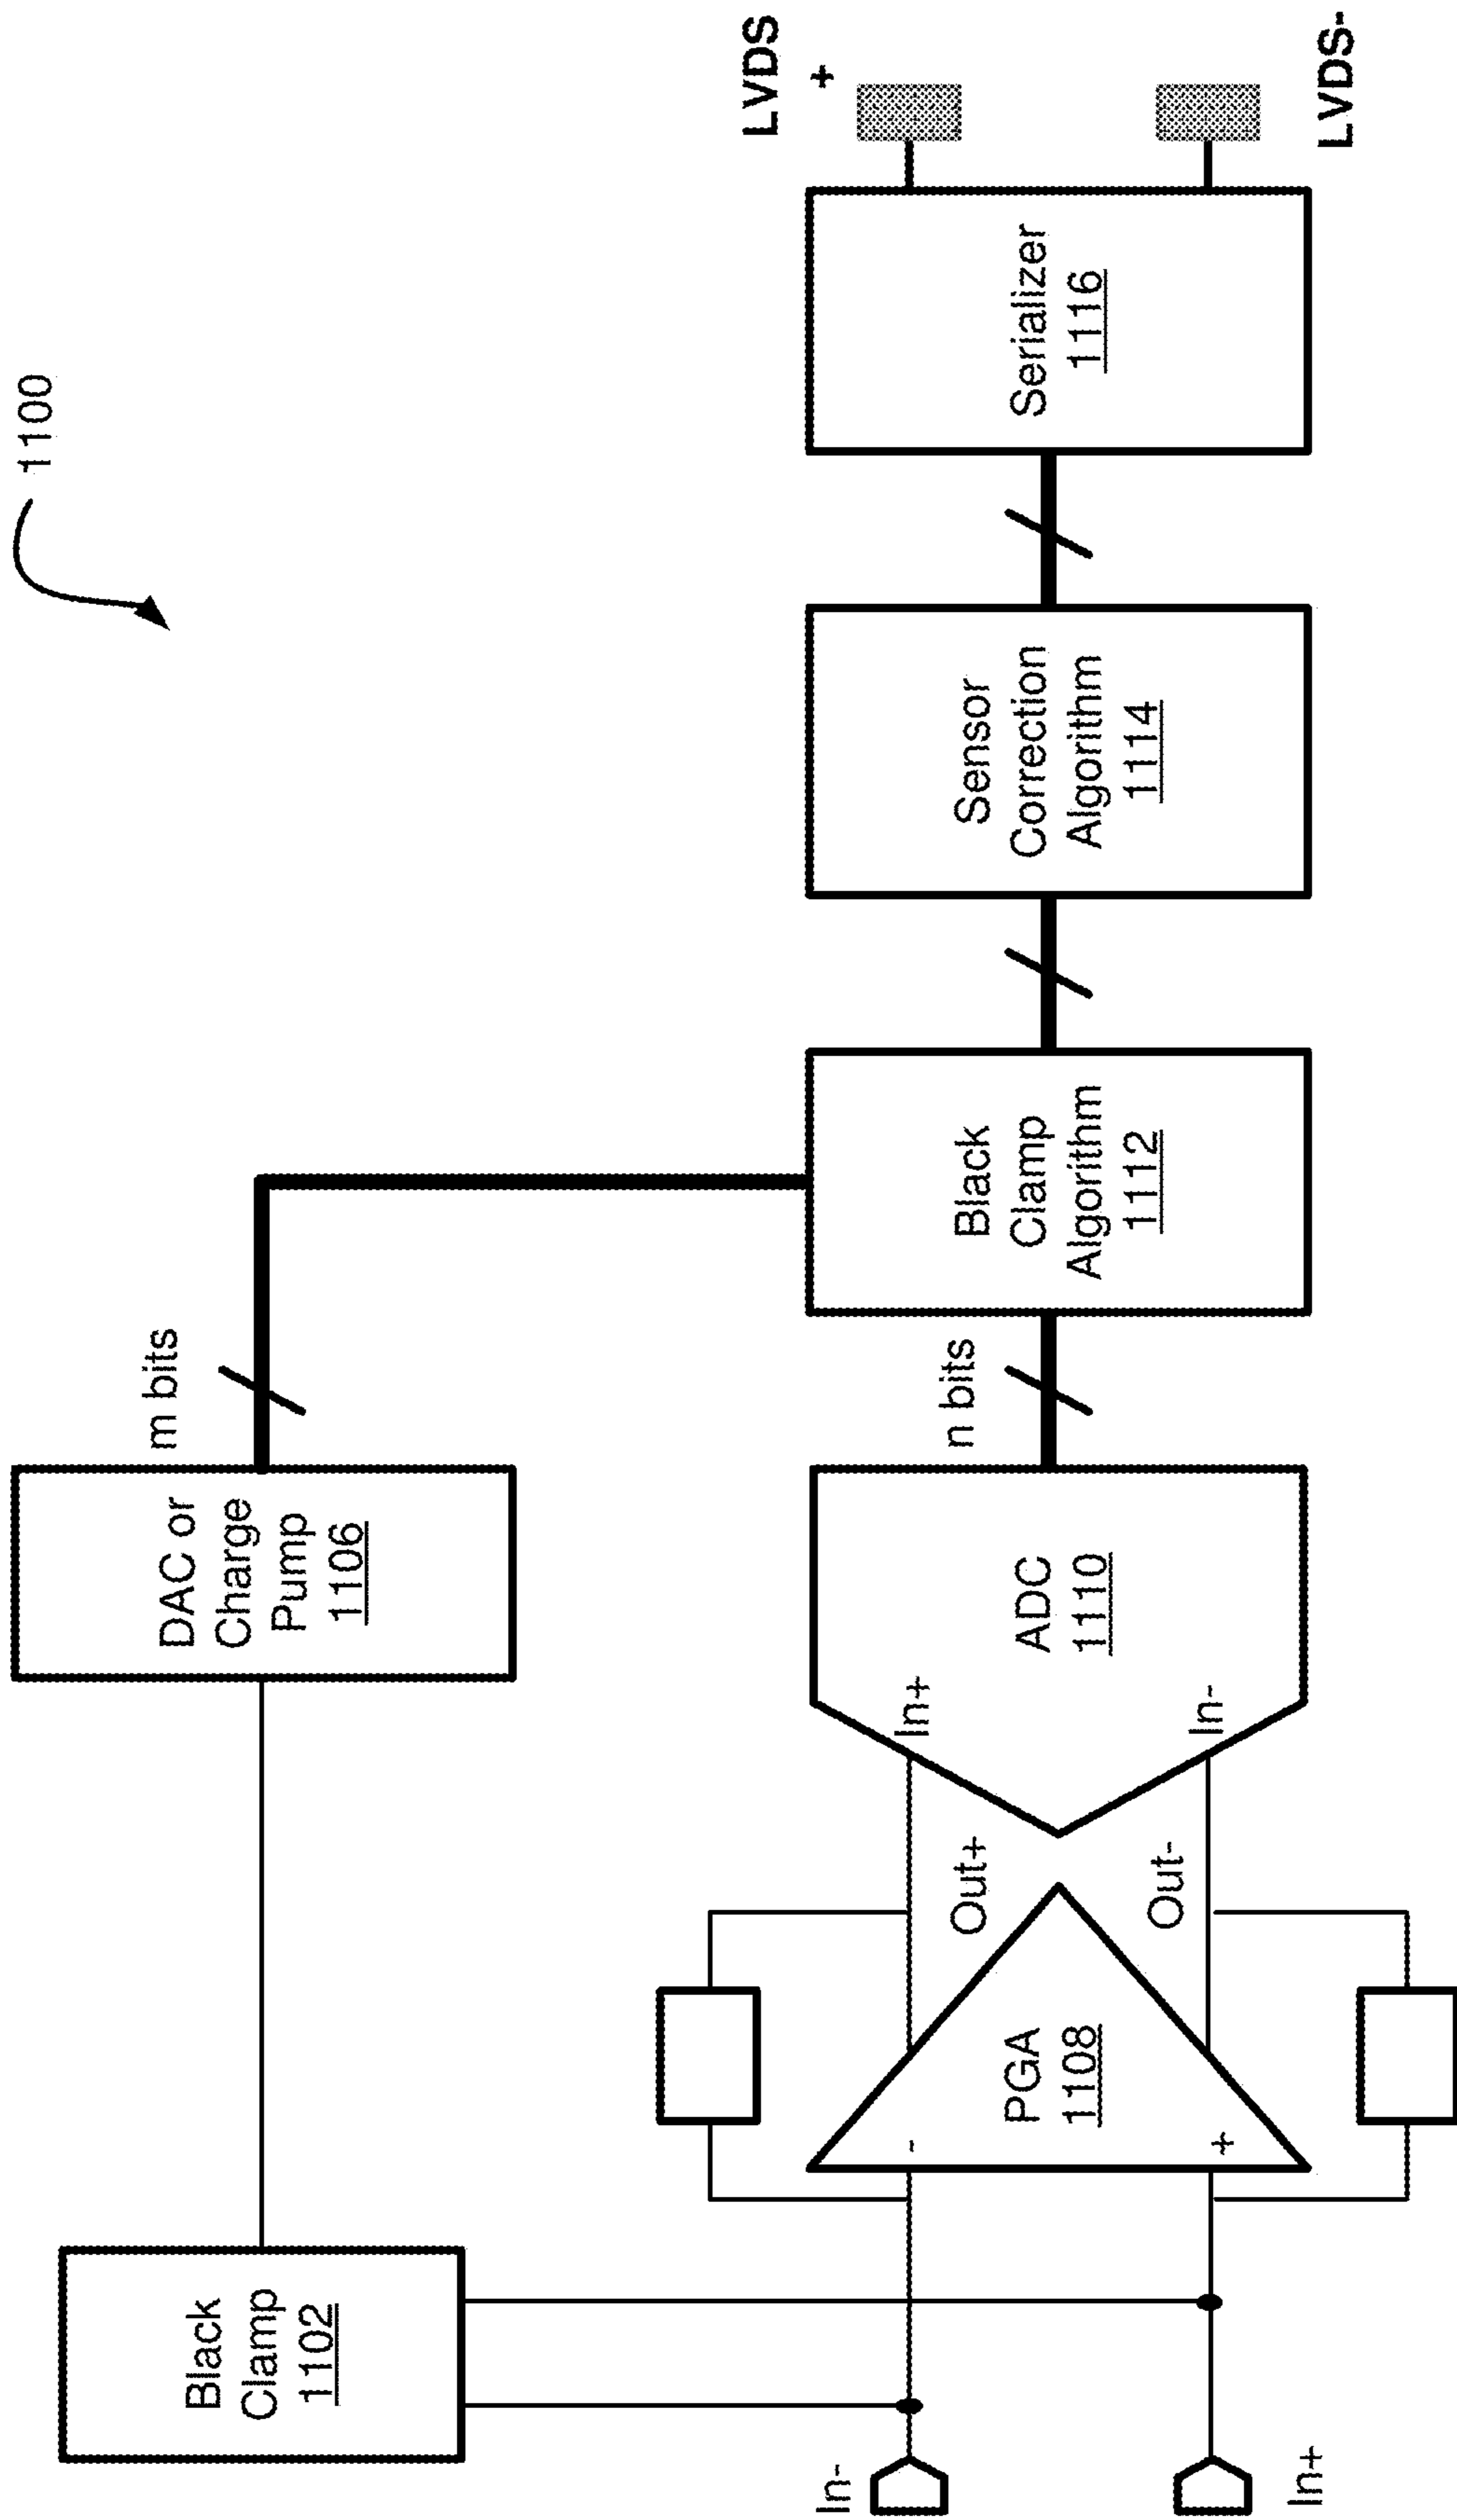 1100
Black
Clamp
1102
DAC or
Charge
Pump
1106
m bits
In-
In+
-
+
PGA
1108
Out+
Out-
In+
In-
ADC
1110
n bits
Black
Clamp
Algorithm
1112
Sensor
Correction
Algorithm
1114
Serializer
1116
LVDS
+
LVDS-